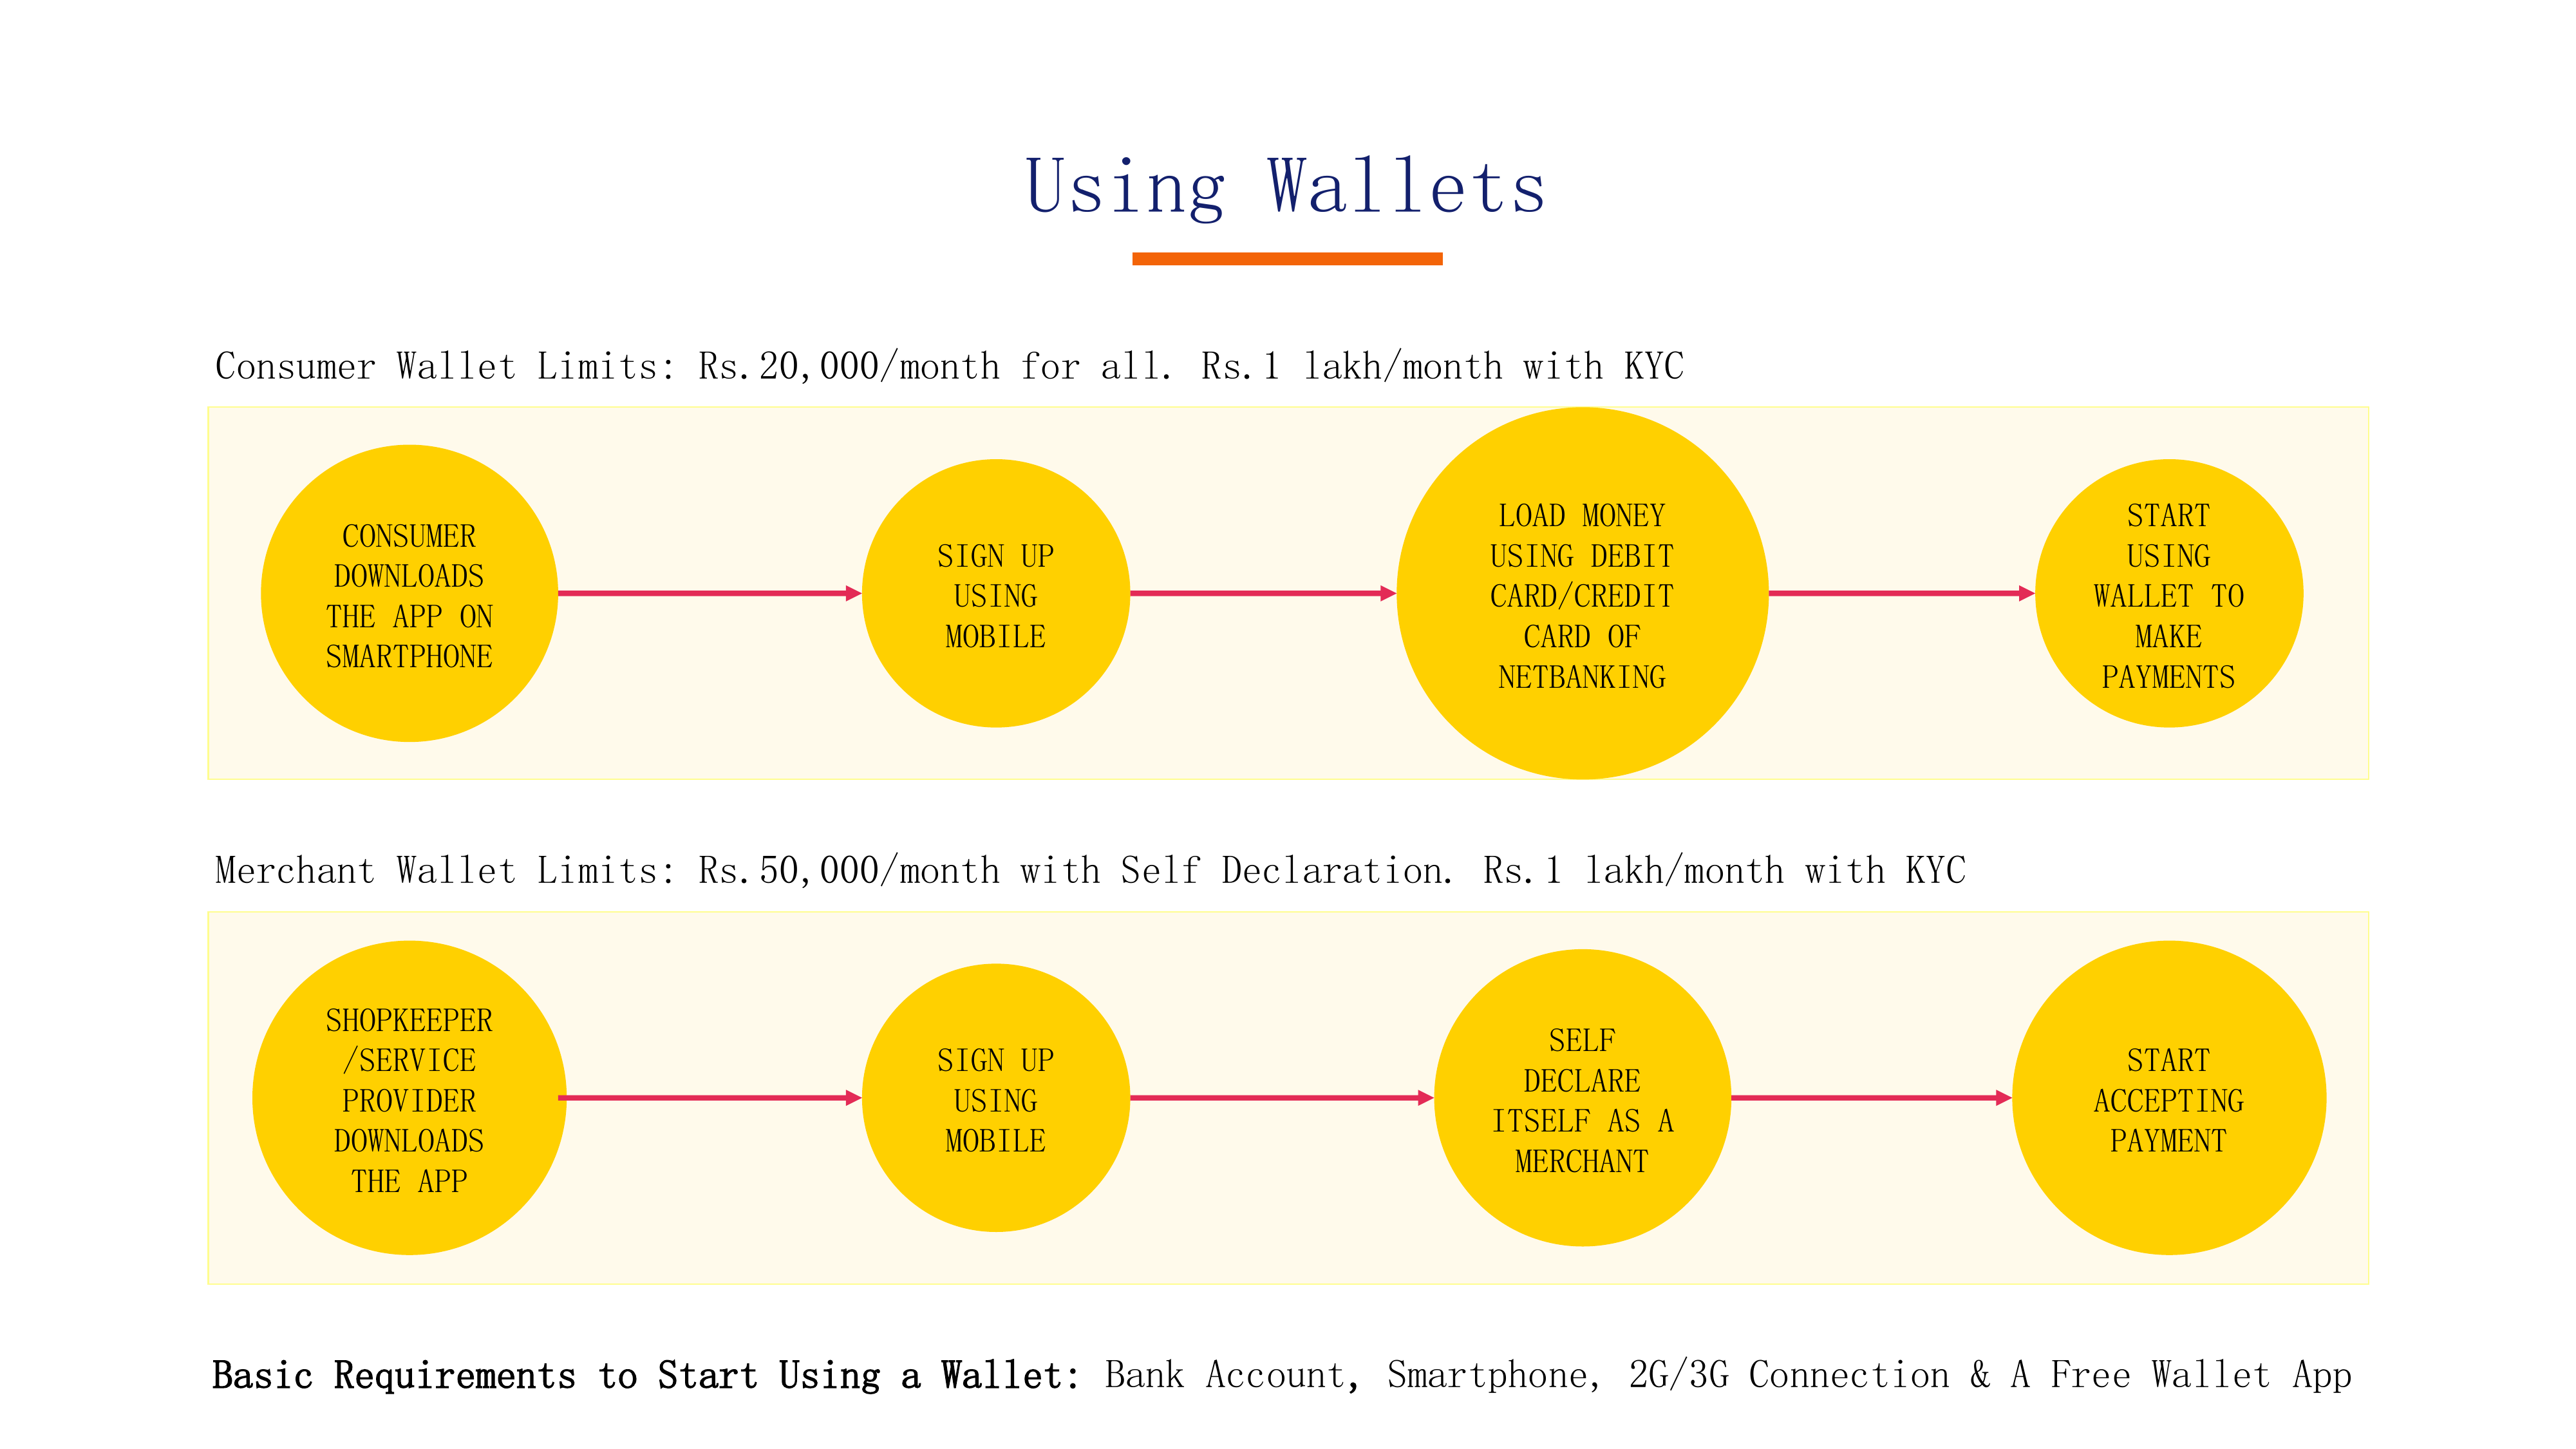 Using Wallets
Consumer Wallet Limits: Rs.20,000/month for all. Rs.1 lakh/month with KYC
CONSUMER
DOWNLOADS
THE APP ON
SMARTPHONE
SIGN UP
USING
MOBILE
LOAD MONEY
USING DEBIT
CARD/CREDIT
CARD OF
NETBANKING
START
USING
WALLET TO
MAKE
PAYMENTS
Merchant Wallet Limits: Rs.50,000/month with Self Declaration. Rs.1 lakh/month with KYC
SHOPKEEPER
/SERVICE
PROVIDER
DOWNLOADS
THE APP
SIGN UP
USING
MOBILE
SELF
DECLARE
ITSELF AS A
MERCHANT
START
ACCEPTING
PAYMENT
Basic Requirements to Start Using a Wallet: Bank Account, Smartphone, 2G/3G Connection & A Free Wallet App